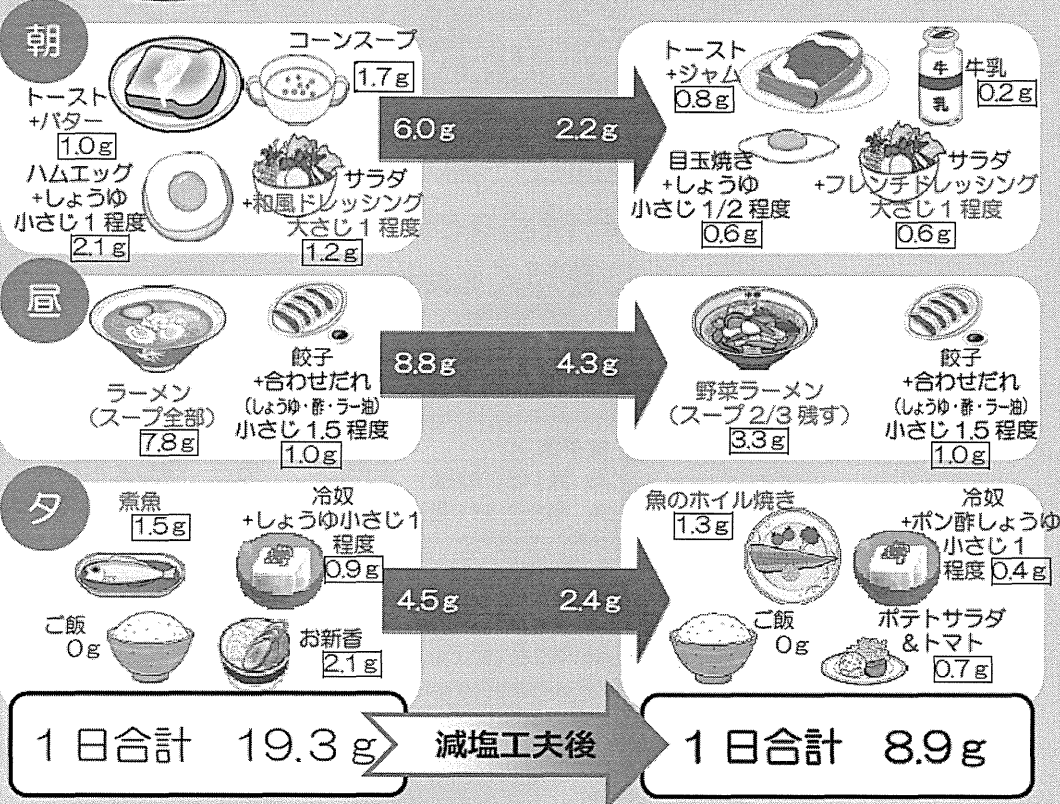 朝
コーンスープ
1.7g
トースト
+バター
1.0g
ハムエッグ
+しょうゆ
小さじ1程度
2.1g
サラダ
+和風ドレッシング
大さじ1程度
1.2g
6.0g 2.2g
トースト
+ジャム
0.8g
牛乳
牛乳
0.2g
目玉焼き
+しょうゆ
小さじ1/2程度
0.6g
サラダ
+フレンチドレッシング
大さじ1程度
0.6g
昼
ラーメン
(スープ全部)
7.8g
餃子
+合わせだれ
(しょうゆ・酢・ラー油)
小さじ1.5程度
1.0g
8.8g 4.3g
野菜ラーメン
(スープ2/3残す)
3.3g
餃子
+合わせだれ
(しょうゆ・酢・ラー油)
小さじ1.5程度
1.0g
夕
煮魚
1.5g
冷奴
+しょうゆ小さじ1
程度
0.9g
ご飯
0g
お新香
2.1g
4.5g 2.4g
魚のホイル焼き
1.3g
冷奴
+ポン酢しょうゆ
小さじ1
程度 0.4g
ご飯
0g
ポテトサラダ
&トマト
0.7g
1日合計 19.3g
減塩工夫後
1日合計 8.9g